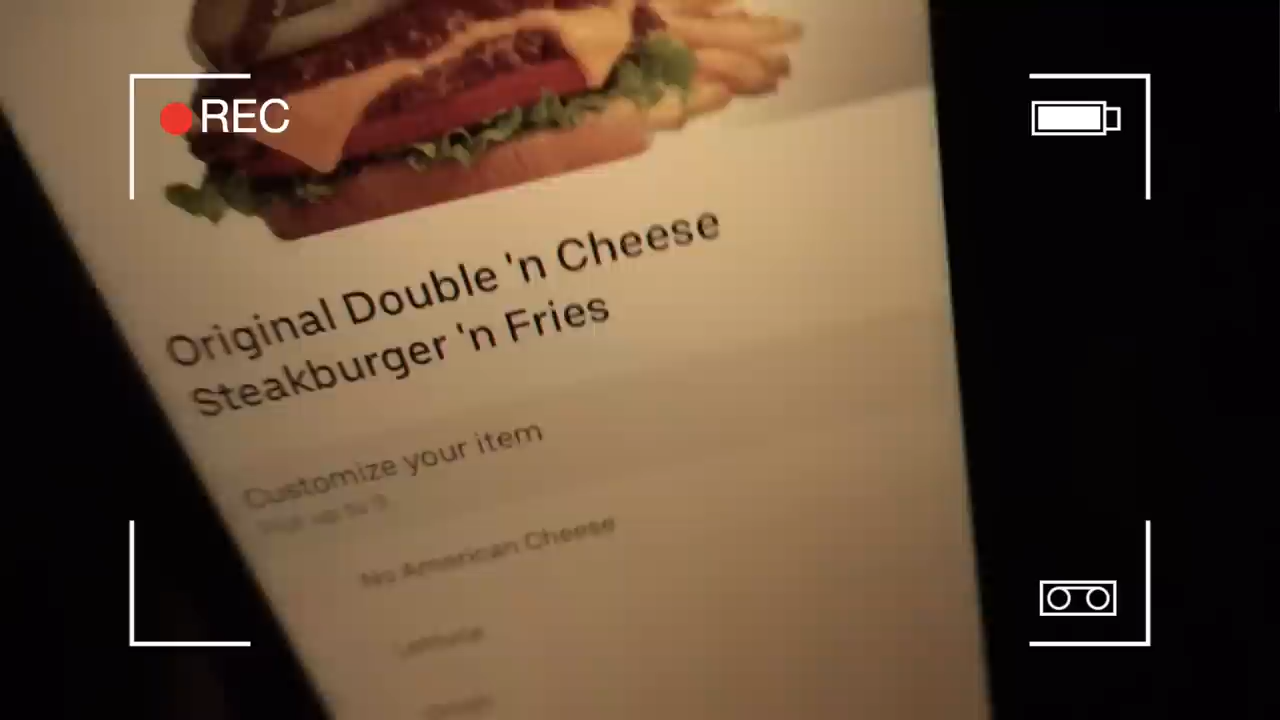 REC
Original Double 'n Cheese
Steakburger 'n Fries
Customize your item
No American Cheese